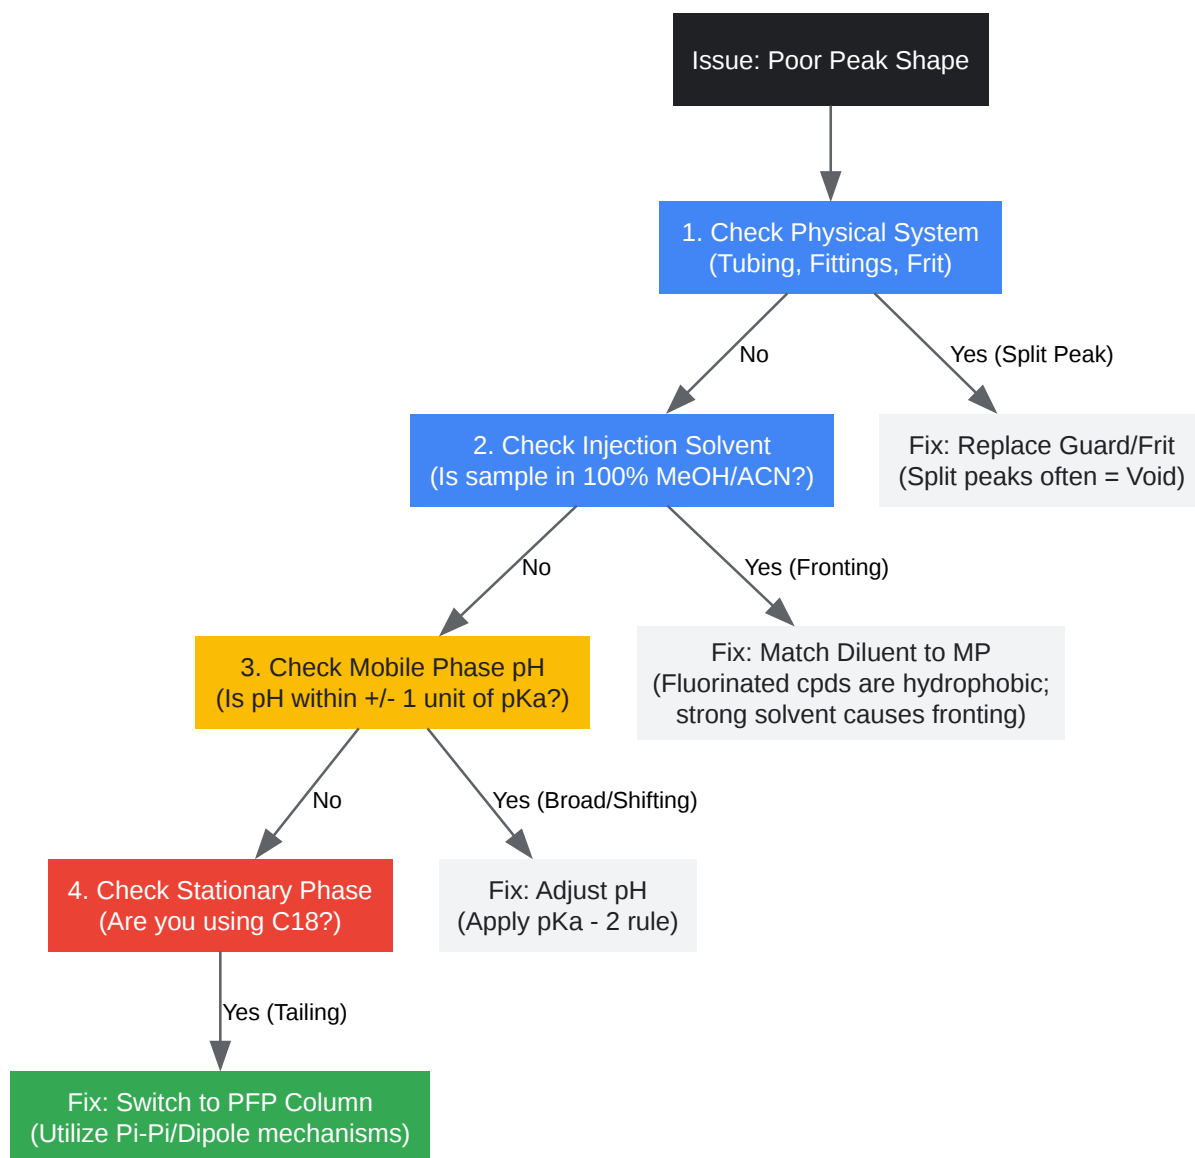 Issue: Poor Peak Shape
1. Check Physical System
(Tubing, Fittings, Frit)
No
Yes (Split Peak)
2. Check Injection Solvent
(Is sample in 100% MeOH/ACN?)
Fix: Replace Guard/Frit
(Split peaks often = Void)
No
Yes (Fronting)
3. Check Mobile Phase pH
(Is pH within +/- 1 unit of pKa?)
Fix: Match Diluent to MP
(Fluorinated cpds are hydrophobic;
strong solvent causes fronting)
No
Yes (Broad/Shifting)
4. Check Stationary Phase
(Are you using C18?)
Fix: Adjust pH
(Apply pKa - 2 rule)
Yes (Tailing)
Fix: Switch to PFP Column
(Utilize Pi-Pi/Dipole mechanisms)